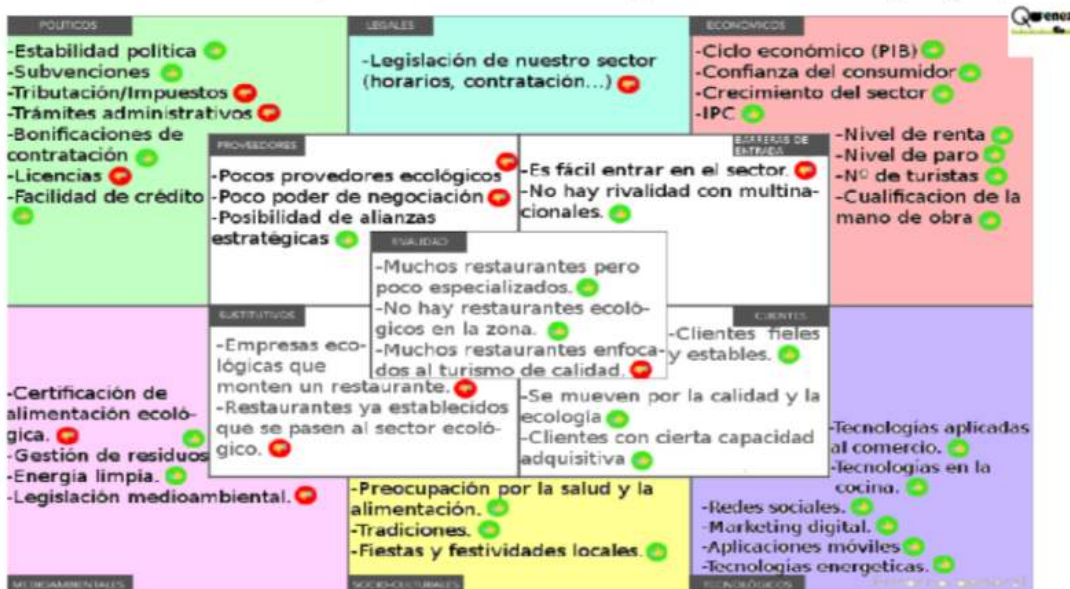 POLÍTICOS
-Estabilidad política
-Subvenciones
-Tributación/Impuestos
-Trámites administrativos
-Bonificaciones de
contratación
-Licencias
-Facilidad de crédito
LEGALES
-Legislación de nuestro sector
(horarios, contratación...)
ECONÓMICOS
-Ciclo económico (PIB)
-Confianza del consumidor
-Crecimiento del sector
-IPC
-Nivel de renta
-Nivel de paro
-Nº de turistas
-Cualificacion de la
mano de obra
PROVEEDORES
-Pocos provedores ecológicos
-Poco poder de negociación
-Posibilidad de alianzas
estratégicas
BARRERAS DE
ENTRADA
-Es fácil entrar en el sector.
-No hay rivalidad con multina-
cionales.
RIVALIDAD
-Muchos restaurantes pero
poco especializados.
-No hay restaurantes ecoló-
gicos en la zona.
-Muchos restaurantes enfoca-
dos al turismo de calidad.
SUSTITUTIVOS
-Empresas eco-
lógicas que
monten un restaurante.
-Restaurantes ya establecidos
que se pasen al sector ecoló-
gico.
CLIENTES
-Clientes fieles
y estables.
-Se mueven por la calidad y la
ecología
-Clientes con cierta capacidad
adquisitiva
-Certificación de
alimentación ecoló-
gica.
-Gestión de residuos
-Energía limpia.
-Legislación medioambiental.
MEDIOAMBIENTALES
-Preocupación por la salud y la
alimentación.
-Tradiciones.
-Fiestas y festividades locales.
SOCIO-CULTURALES
-Tecnologías aplicadas
al comercio.
-Tecnologías en la
cocina.
-Redes sociales.
-Marketing digital.
-Aplicaciones móviles
-Tecnologías energeticas.
TECNOLÓGICOS